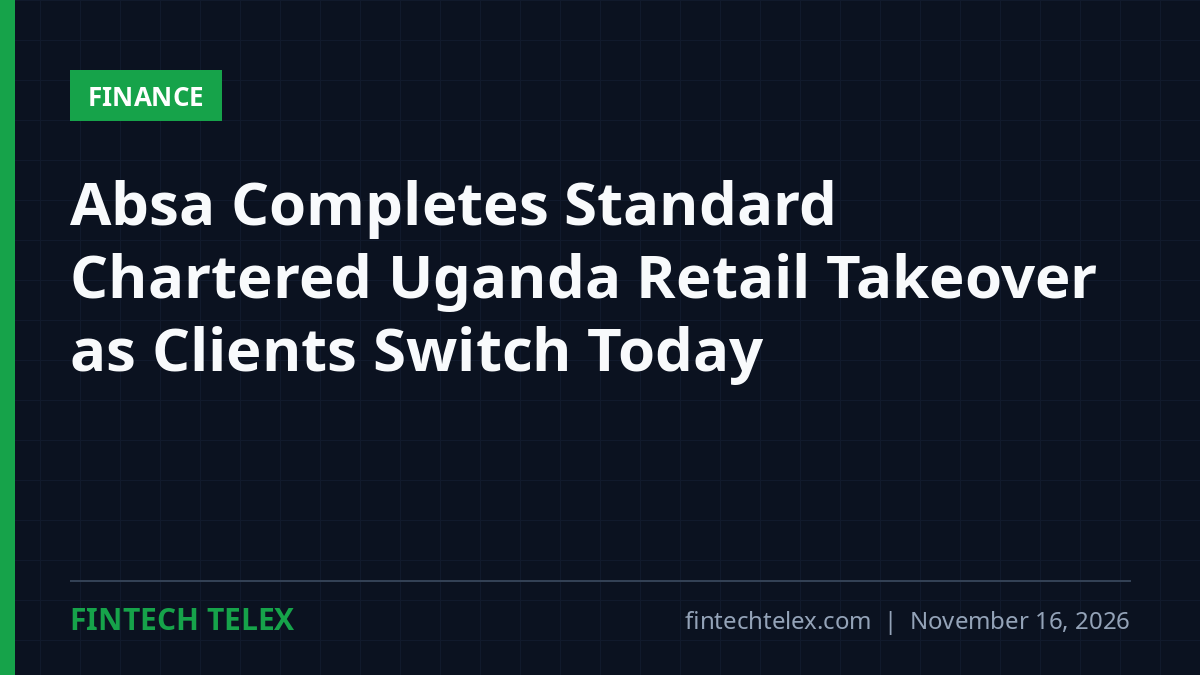 FINANCE
Absa Completes Standard
Chartered Uganda Retail Takeover
as Clients Switch Today
FINTECH TELEX
fintechtelex.com | November 16, 2026